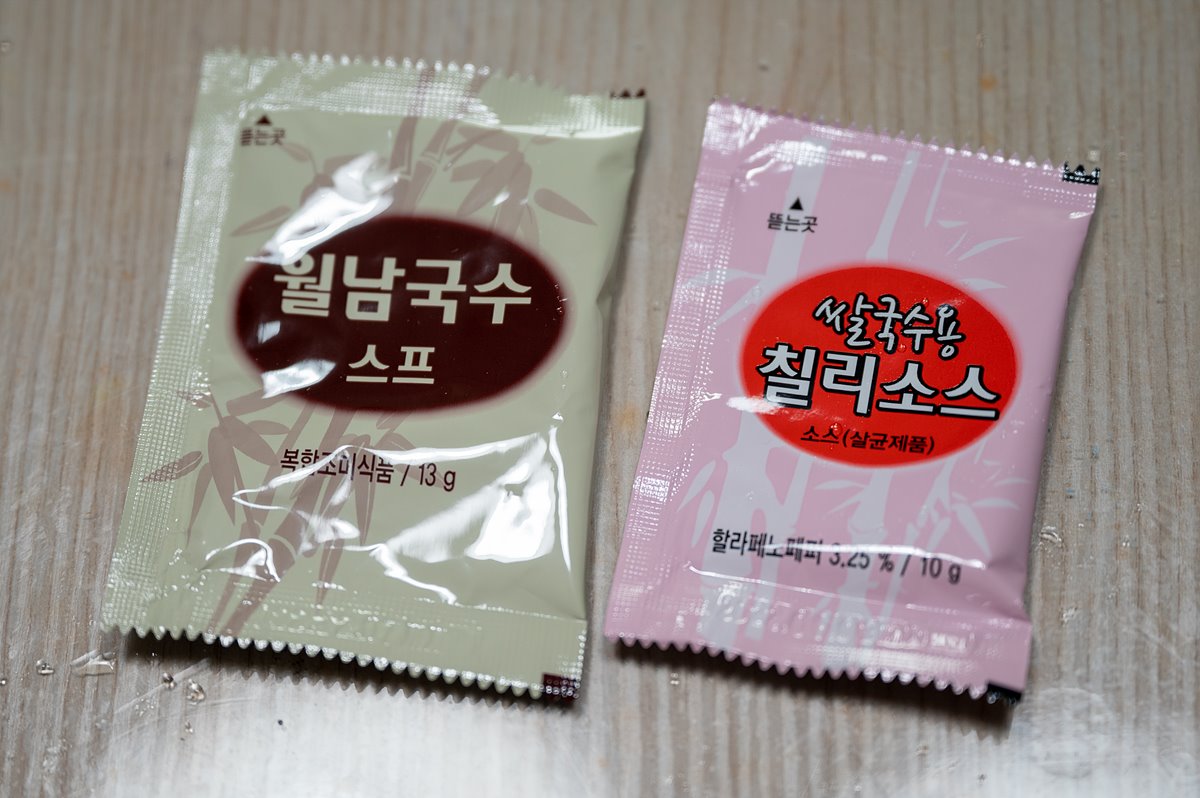 ▲
뜯는곳
월남국수
스프
복합조미식품 / 13 g
▲
뜯는곳
쌀국수용
칠리소스
소스(살균제품)
할라페노페퍼 3.25 % / 10 g